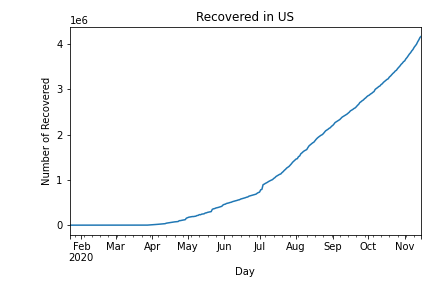 Recovered in US
1e6
4
3
2
1
0
Number of Recovered
Feb Mar Apr May Jun Jul Aug Sep Oct Nov
2020
Day